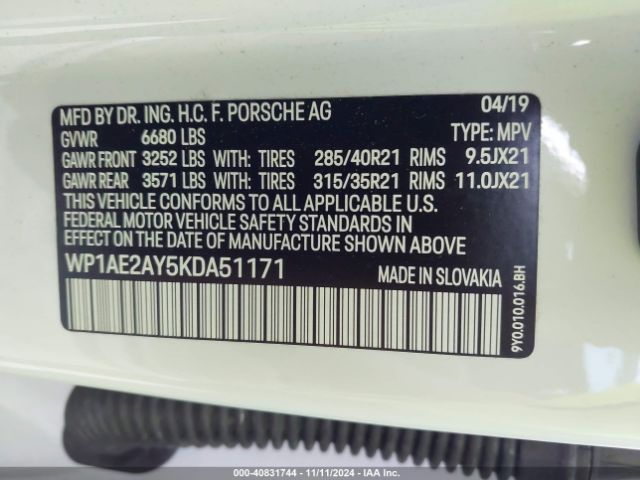 MFD BY DR. ING. H.C. F. PORSCHE AG 04/19
GVWR 6680 LBS TYPE: MPV
GAWR FRONT 3252 LBS WITH: TIRES 285/40R21 RIMS 9.5JX21
GAWR REAR 3571 LBS WITH: TIRES 315/35R21 RIMS 11.0JX21
THIS VEHICLE CONFORMS TO ALL APPLICABLE U.S.
FEDERAL MOTOR VEHICLE SAFETY STANDARDS IN
EFFECT ON THE DATE OF MANUFACTURE SHOWN ABOVE.
WP1AE2AY5KDA51171 MADE IN SLOVAKIA
9Y0.010.016.BH
000-40831744 - 11/11/2024 - IAA Inc.